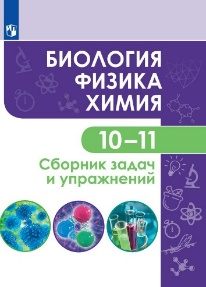 БИОЛОГИЯ
ФИЗИКА
ХИМИЯ
10–11
Сборник задач
и упражнений